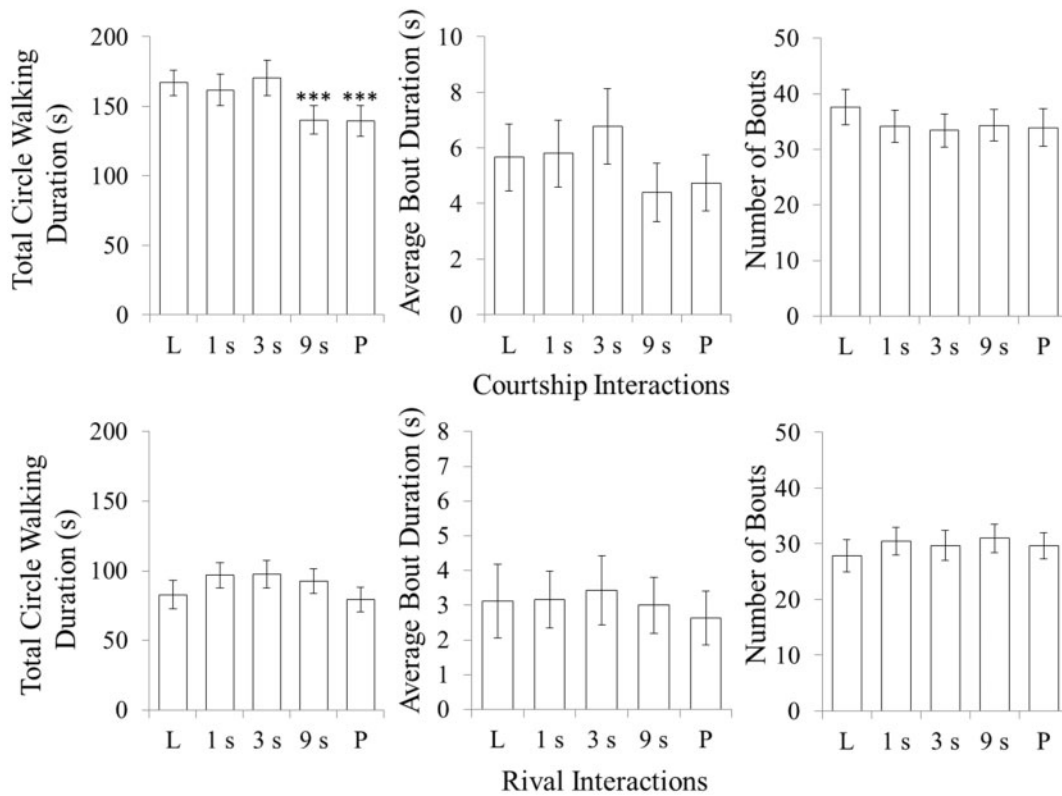 Total Circle Walking
Duration (s)
200
150
100
50
0
*** ***
L 1 s 3 s 9 s P
Average Bout Duration (s)
10
8
6
4
2
0
L 1 s 3 s 9 s P
Courtship Interactions
Number of Bouts
50
40
30
20
10
0
L 1 s 3 s 9 s P
Total Circle Walking
Duration (s)
200
150
100
50
0
L 1 s 3 s 9 s P
Average Bout Duration (s)
8
7
6
5
4
3
2
1
0
L 1 s 3 s 9 s P
Rival Interactions
Number of Bouts
50
40
30
20
10
0
L 1 s 3 s 9 s P